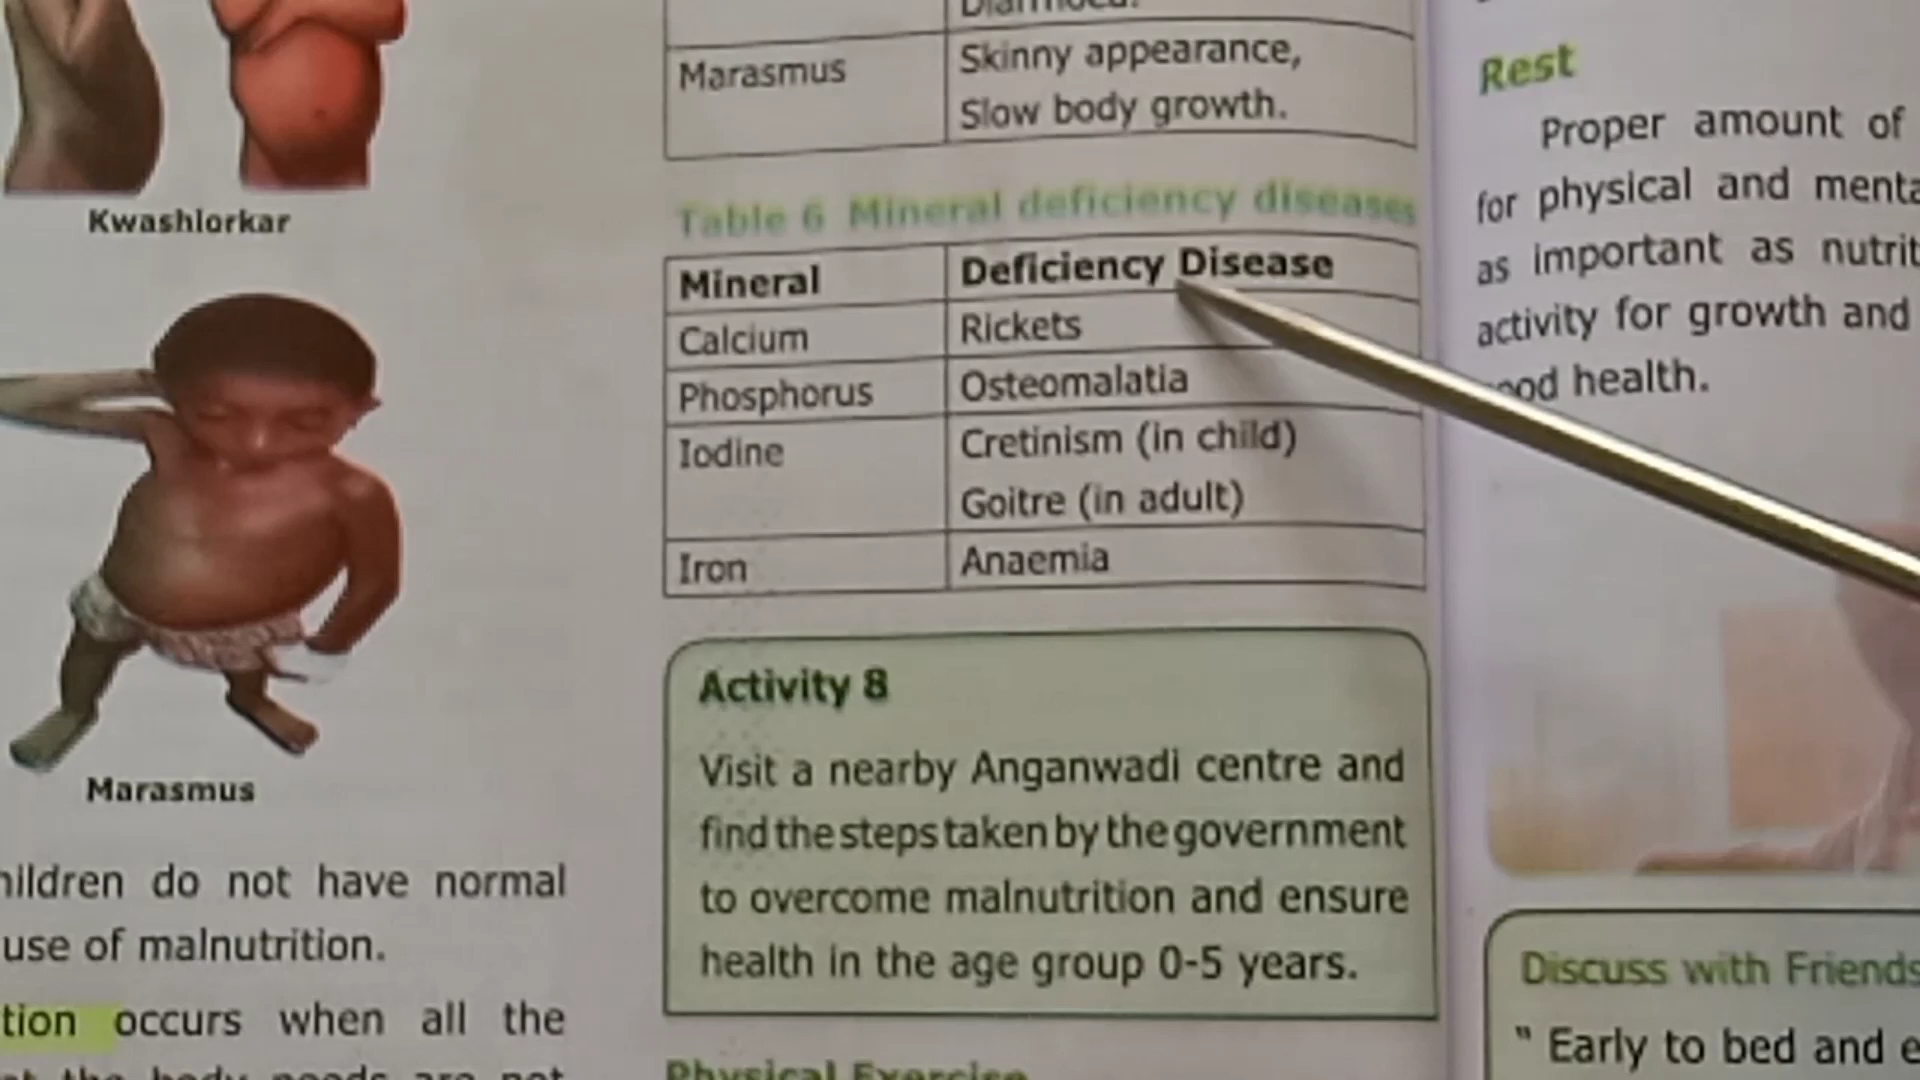 Kwashlorkar
Marasmus
hildren do not have normal
use of malnutrition.
tion occurs when all the
Diarrhoea.
Marasmus
Skinny appearance,
Slow body growth.
Table 6 Mineral deficiency diseases
Mineral Deficiency Disease
Calcium Rickets
Phosphorus Osteomalatia
Iodine Cretinism (in child)
Goitre (in adult)
Iron Anaemia
Activity 8
Visit a nearby Anganwadi centre and
find the steps taken by the government
to overcome malnutrition and ensure
health in the age group 0-5 years.
Physical Exercise
Rest
Proper amount of
for physical and menta
as important as nutrit
activity for growth and
ood health.
Discuss with Friends
" Early to bed and e